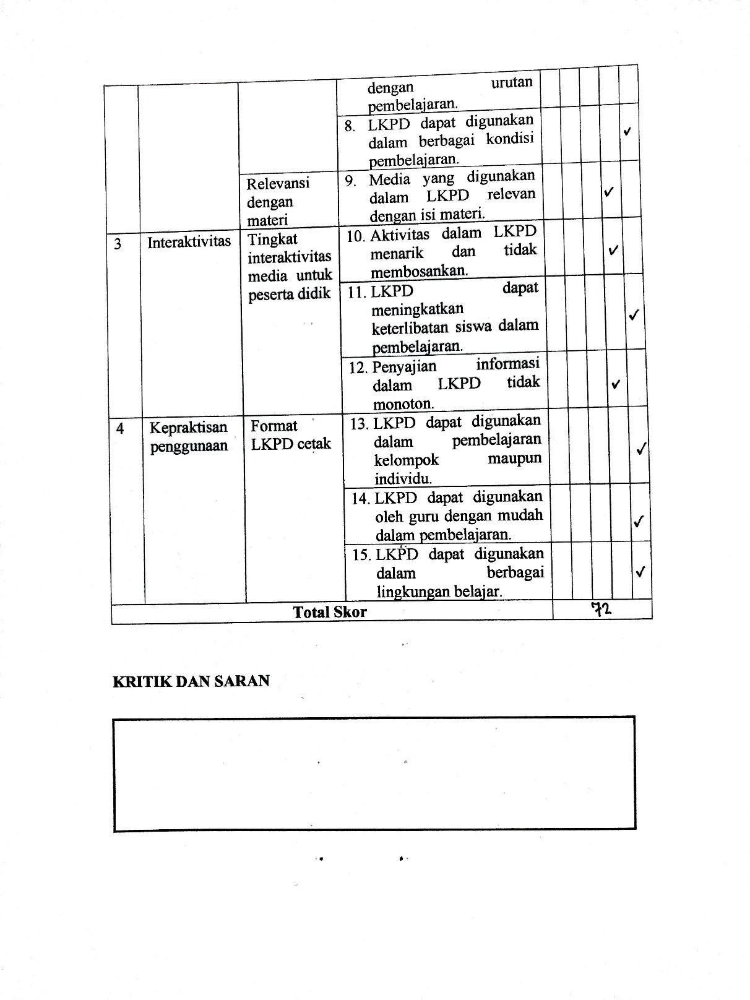 dengan urutan
pembelajaran.
8. LKPD dapat digunakan
dalam berbagai kondisi
pembelajaran.
✓
Relevansi
dengan
materi
9. Media yang digunakan
dalam LKPD relevan
dengan isi materi.
✓
3
Interaktivitas
Tingkat
interaktivitas
media untuk
peserta didik
10. Aktivitas dalam LKPD
menarik dan tidak
membosankan.
✓
11. LKPD dapat
meningkatkan
keterlibatan siswa dalam
pembelajaran.
✓
12. Penyajian informasi
dalam LKPD tidak
monoton.
✓
4
Kepraktisan
penggunaan
Format
LKPD cetak
13. LKPD dapat digunakan
dalam pembelajaran
kelompok maupun
individu.
✓
14. LKPD dapat digunakan
oleh guru dengan mudah
dalam pembelajaran.
✓
15. LKPD dapat digunakan
dalam berbagai
lingkungan belajar.
✓
Total Skor 72
KRITIK DAN SARAN